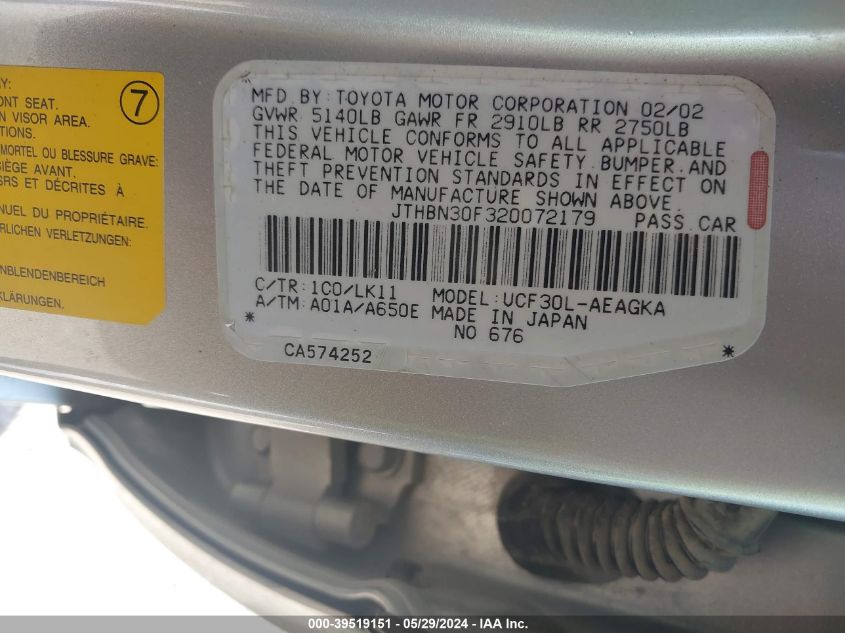 Y:
ONT SEAT.
N VISOR AREA.
TIONS.
MORTEL OU BLESSURE GRAVE:
SIÈGE AVANT.
SRS ET DÉCRITES À
NUEL DU PROPRIÉTAIRE.
RLICHEN VERLETZUNGEN:
NBLENDENBEREICH
KLÄRUNGEN.
7
MFD BY: TOYOTA MOTOR CORPORATION 02/02
GVWR 5140LB GAWR FR 2910LB RR 2750LB
THIS VEHICLE CONFORMS TO ALL APPLICABLE
FEDERAL MOTOR VEHICLE SAFETY, BUMPER, AND
THEFT PREVENTION STANDARDS IN EFFECT ON
THE DATE OF MANUFACTURE SHOWN ABOVE.
JTHBN30F320072179 PASS. CAR
C/TR: 1C0/LK11 MODEL: UCF30L-AEAGKA
A/TM: A01A/A650E MADE IN JAPAN
* NO 676 *
CA574252
000-39519151 - 05/29/2024 - IAAI, Inc.